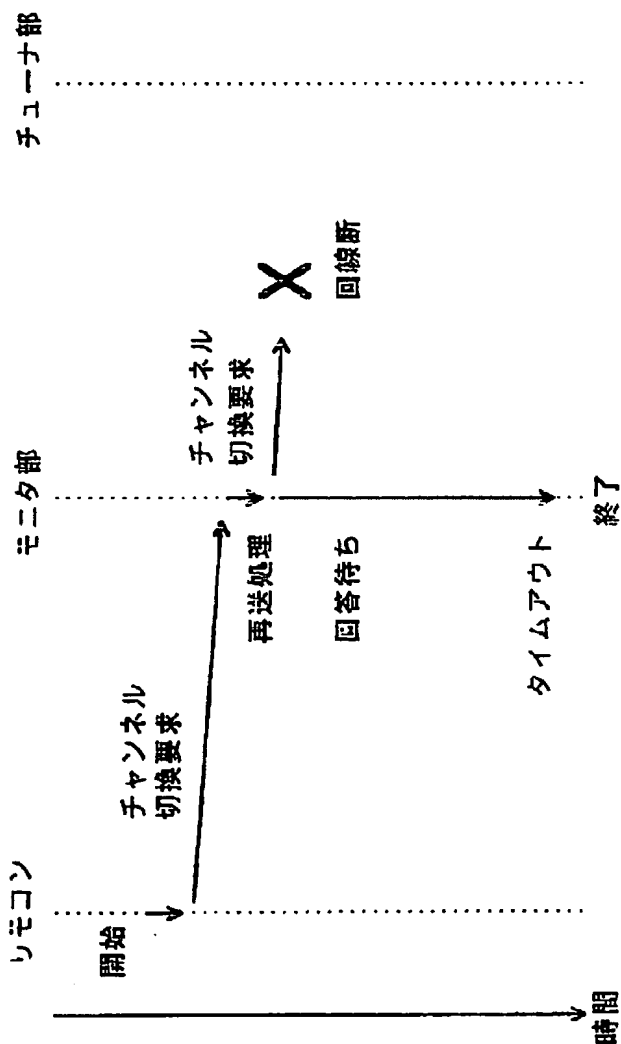 リモコン
モニタ部
チューナ部
開始
チャンネル
切換要求
チャンネル
切換要求
再送処理
回線断
回答待ち
タイムアウト
時間
終了